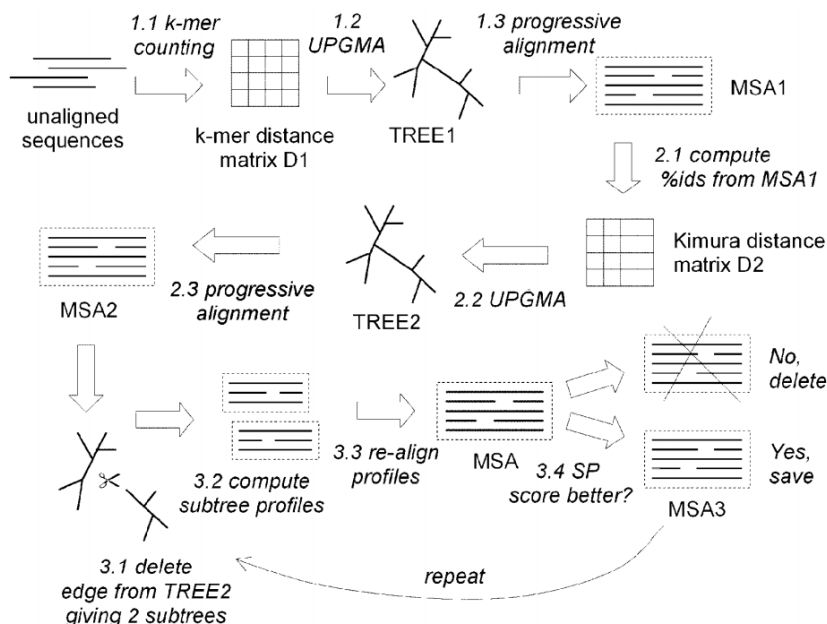 1.1 k-mer
counting
1.2
UPGMA
1.3 progressive
alignment
unaligned
sequences
k-mer distance
matrix D1
TREE1
MSA1
2.1 compute
%ids from MSA1
Kimura distance
matrix D2
2.2 UPGMA
TREE2
2.3 progressive
alignment
MSA2
3.1 delete
edge from TREE2
giving 2 subtrees
3.2 compute
subtree profiles
3.3 re-align
profiles
MSA
3.4 SP
score better?
No,
delete
Yes,
save
MSA3
repeat